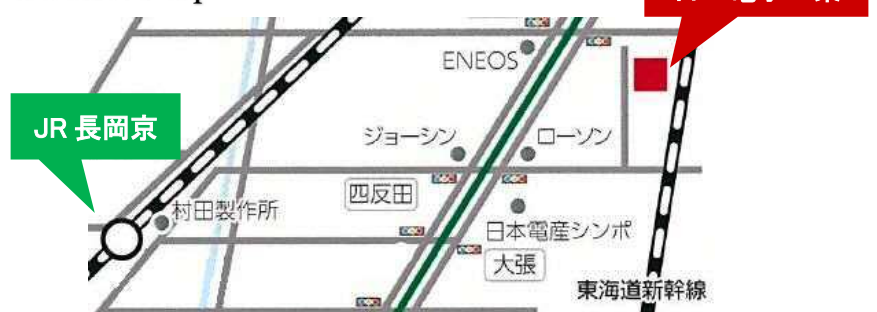 ENEOS
JR 長岡京
ジョーシン
ローソン
四反田
村田製作所
日本電産シンポ
大張
東海道新幹線